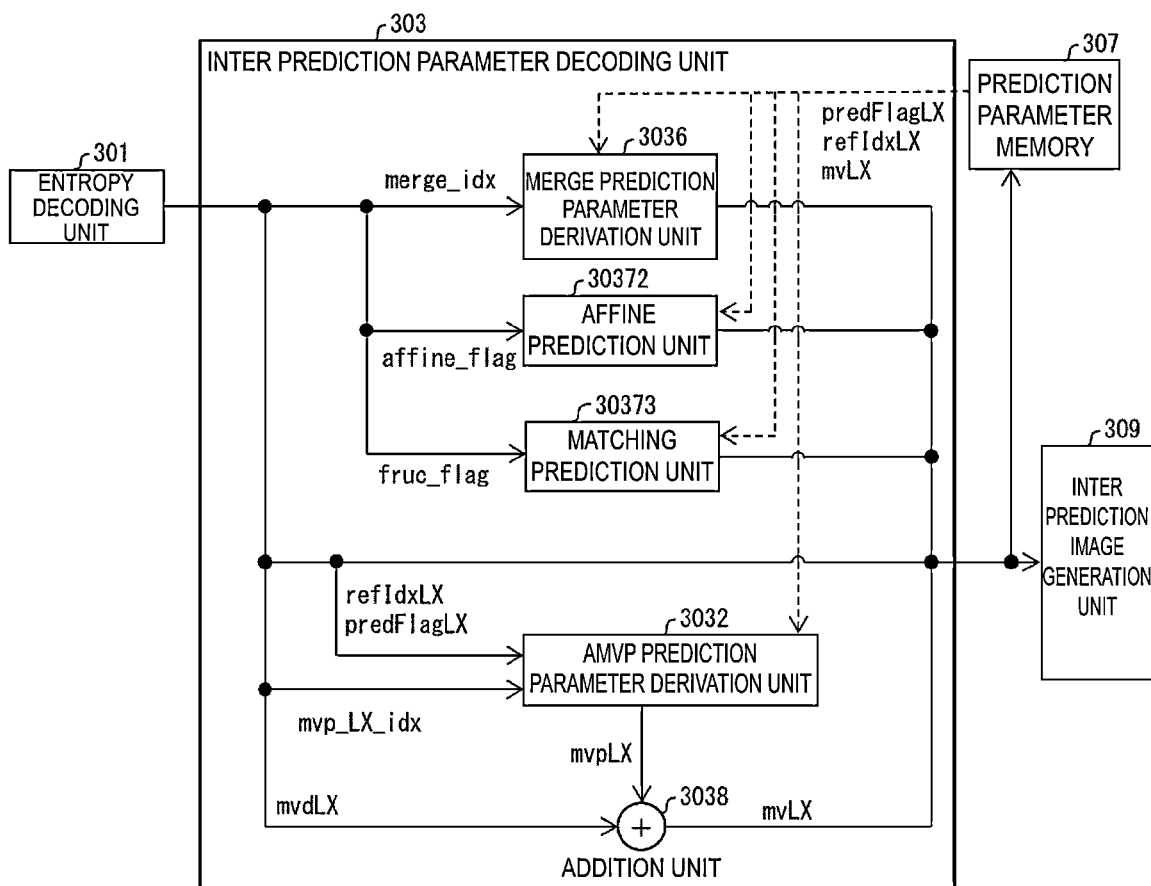 303
INTER PREDICTION PARAMETER DECODING UNIT
307
PREDICTION
PARAMETER
MEMORY
predFlagLX
refIdxLX
mvLX
301
ENTROPY
DECODING
UNIT
3036
merge_idx
MERGE PREDICTION
PARAMETER
DERIVATION UNIT
30372
AFFINE
PREDICTION UNIT
affine_flag
30373
MATCHING
PREDICTION UNIT
fruc_flag
309
INTER
PREDICTION
IMAGE
GENERATION
UNIT
refIdxLX
predFlagLX
3032
AMVP PREDICTION
PARAMETER DERIVATION UNIT
mvp_LX_idx
mvpLX
3038
mvdLX
+
mvLX
ADDITION UNIT